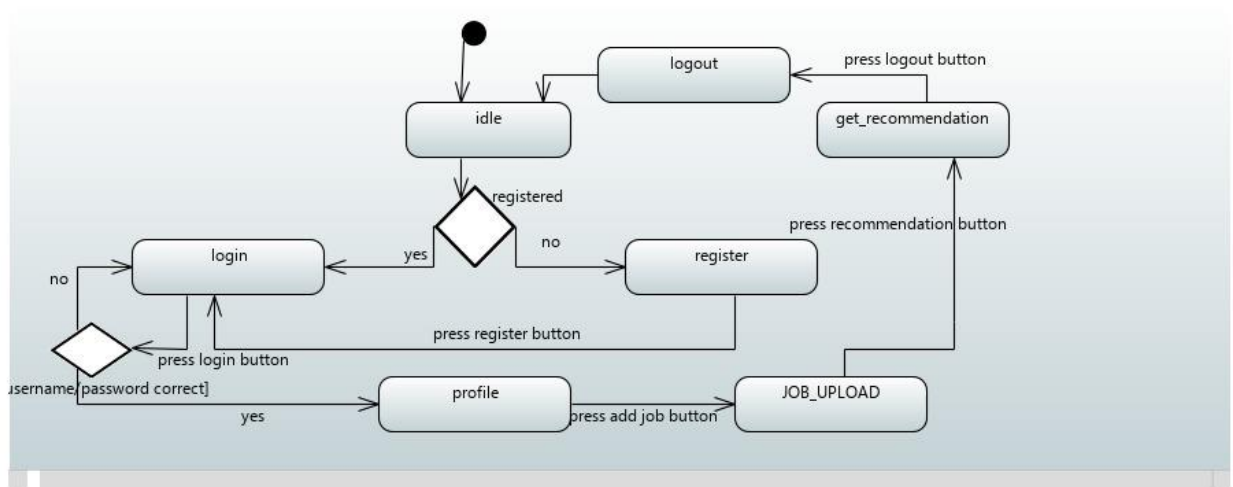 logout
press logout button
idle
get_recommendation
registered
press recommendation button
yes
no
login
register
no
press register button
press login button
username/password correct]
profile
JOB_UPLOAD
yes
press add job button